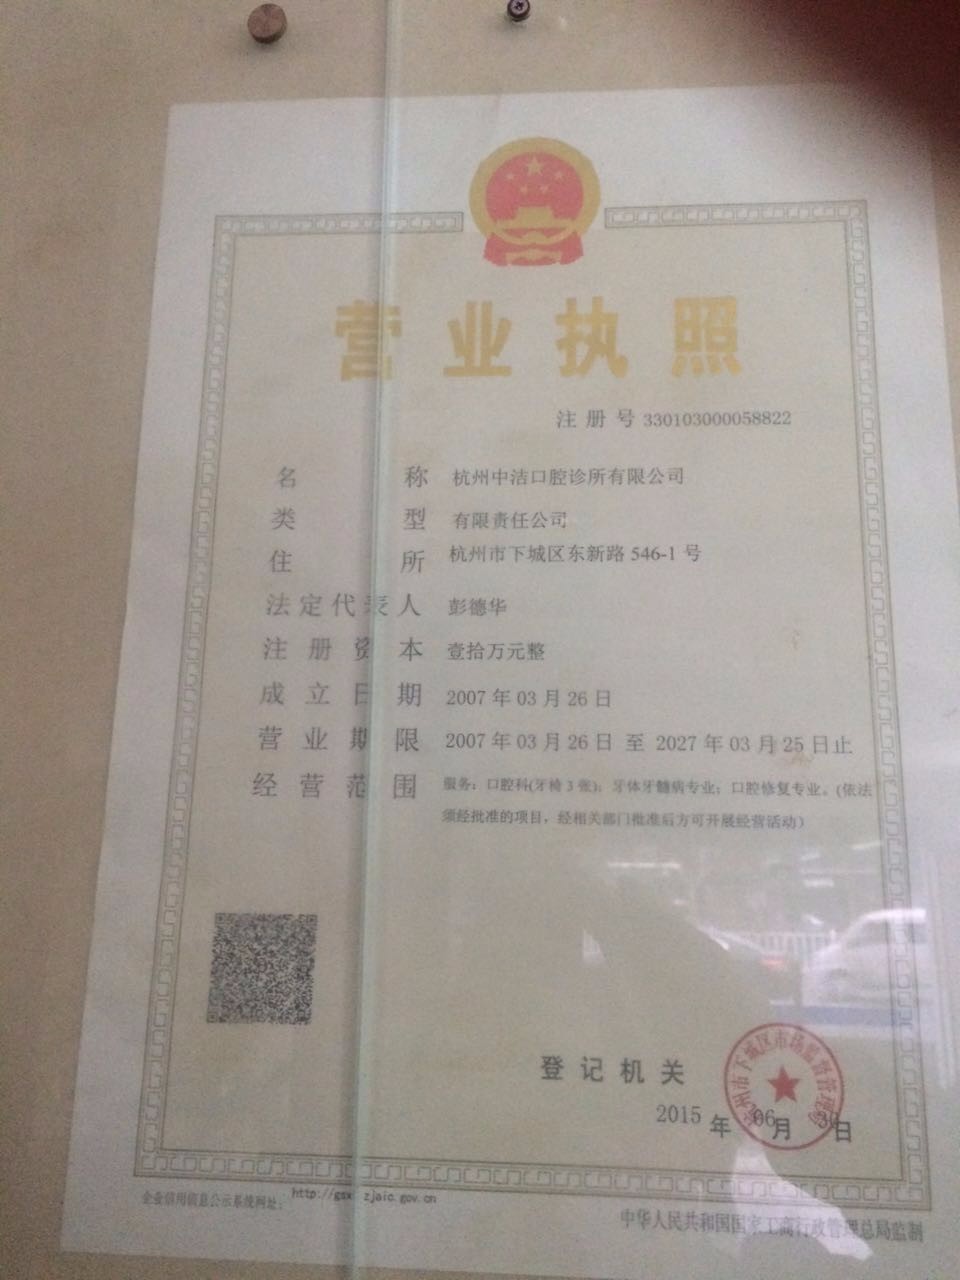 营业执照
注册号 330103000058822
名称 杭州中洁口腔诊所有限公司
类型 有限责任公司
住所 杭州市下城区东新路 546-1 号
法定代表人 彭德华
注册资本 壹拾万元整
成立日期 2007 年 03 月 26 日
营业期限 2007 年 03 月 26 日 至 2027 年 03 月 25 日止
经营范围 服务：口腔科(牙椅 3 张)；牙体牙髓病专业；口腔修复专业。(依法
须经批准的项目，经相关部门批准后方可开展经营活动)
登记机关
杭州市下城区市场监督管理局
2015 年 06 月 日
企业信用信息公示系统网址： zjaic.gov.cn
中华人民共和国国家工商行政管理总局监制